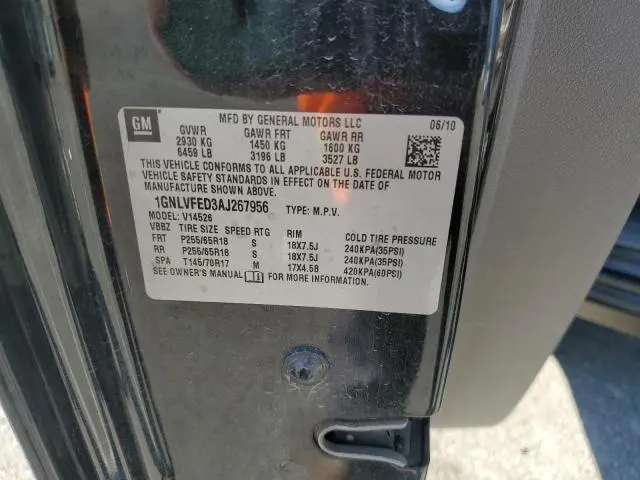 GM
MFD BY GENERAL MOTORS LLC 06/10
GVWR GAWR FRT GAWR RR
2930 KG 1450 KG 1600 KG
6459 LB 3196 LB 3527 LB
THIS VEHICLE CONFORMS TO ALL APPLICABLE U.S. FEDERAL MOTOR
VEHICLE SAFETY STANDARDS IN EFFECT ON THE DATE OF
MANUFACTURE SHOWN ABOVE.
1GNLVFED3AJ267956 TYPE: M.P.V.
MODEL: V14526
VBBZ TIRE SIZE SPEED RTG RIM COLD TIRE PRESSURE
FRT P255/65R18 S 18X7.5J 240KPA(35PSI)
RR P255/65R18 S 18X7.5J 240KPA(35PSI)
SPA T145/70R17 M 17X4.5B 420KPA(60PSI)
SEE OWNER'S MANUAL FOR MORE INFORMATION.